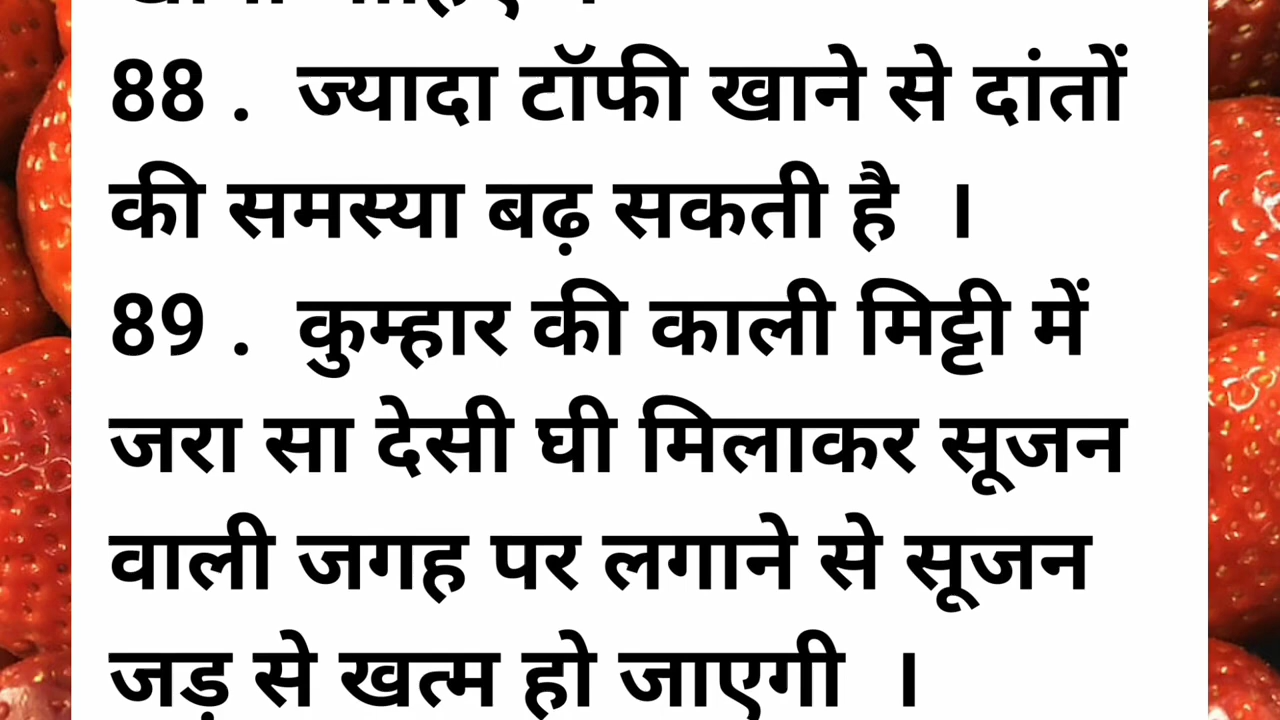 88 . ज्यादा टॉफी खाने से दांतों
की समस्या बढ़ सकती है ।
89 . कुम्हार की काली मिट्टी में
जरा सा देसी घी मिलाकर सूजन
वाली जगह पर लगाने से सूजन
जड़ से खत्म हो जाएगी ।